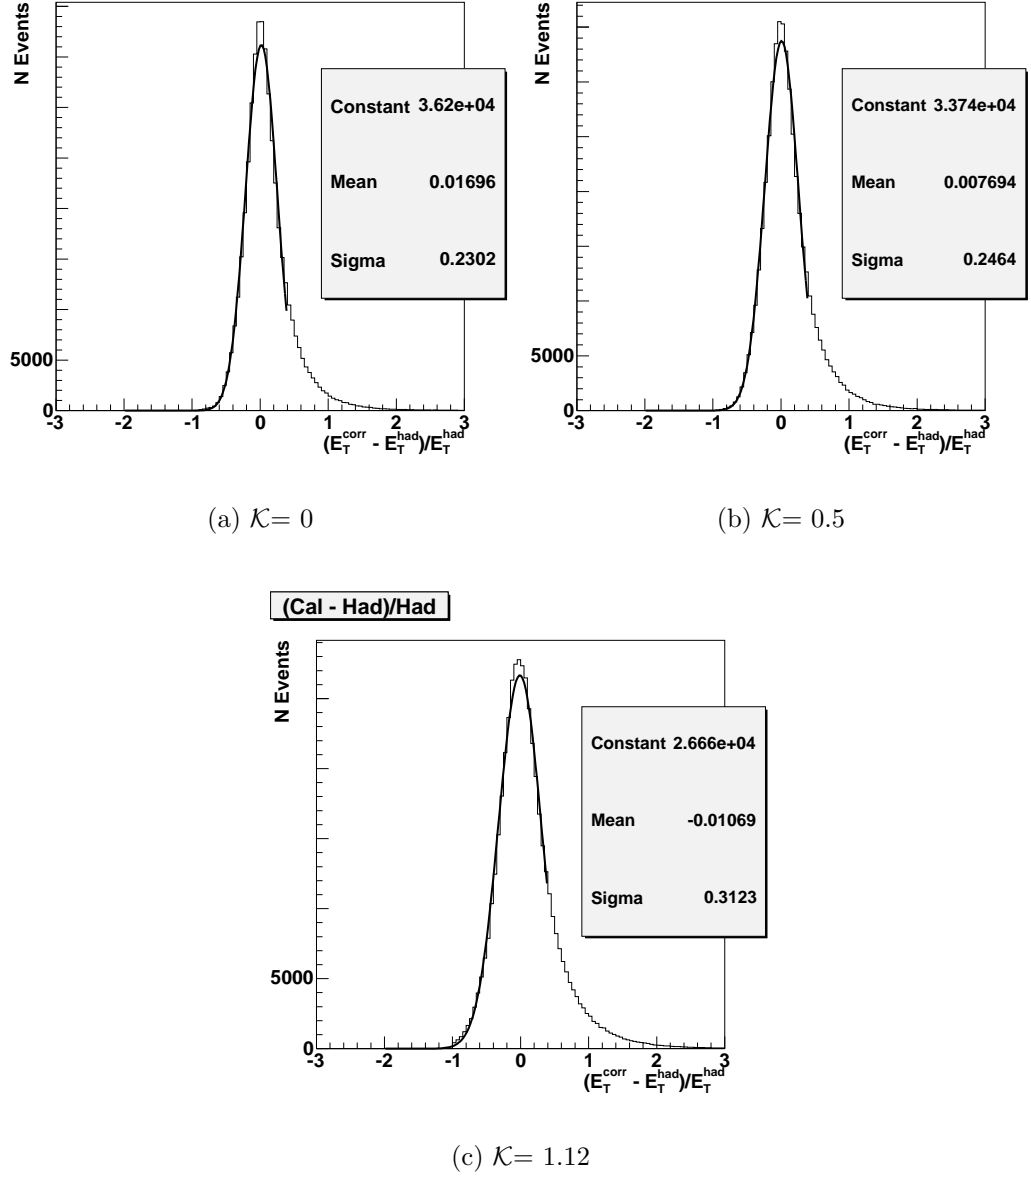 N Events
Constant 3.62e+04
Mean 0.01696
Sigma 0.2302
5000
0
-3 -2 -1 0 1 2 3
(E_T^corr - E_T^had)/E_T^had
(a) 𝒦= 0
N Events
Constant 3.374e+04
Mean 0.007694
Sigma 0.2464
5000
0
-3 -2 -1 0 1 2 3
(E_T^corr - E_T^had)/E_T^had
(b) 𝒦= 0.5
(Cal - Had)/Had
N Events
Constant 2.666e+04
Mean -0.01069
Sigma 0.3123
5000
0
-3 -2 -1 0 1 2 3
(E_T^corr - E_T^had)/E_T^had
(c) 𝒦= 1.12